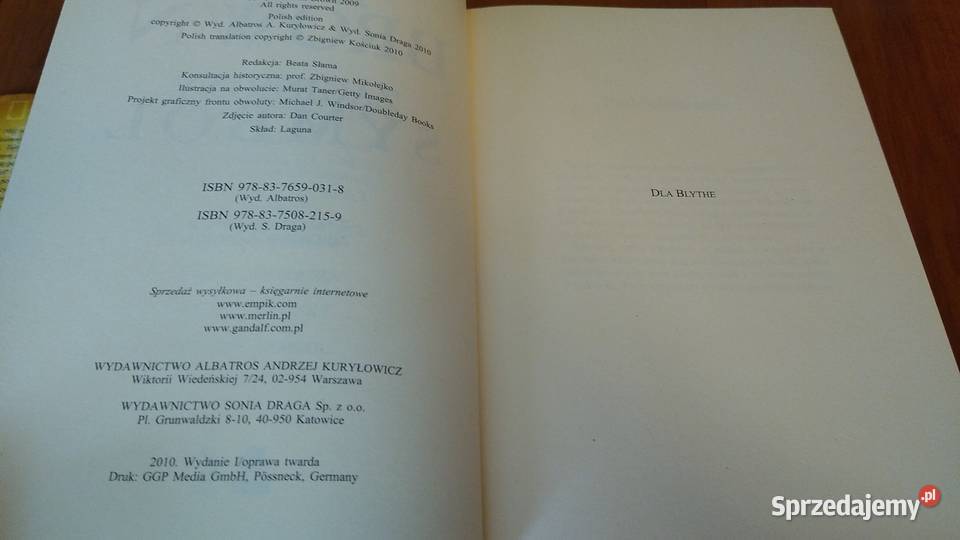 Brown 2009
All rights reserved
Polish edition
copyright © Wyd. Albatros A. Kuryłowicz & Wyd. Sonia Draga 2010
Polish translation copyright © Zbigniew Kościuk 2010
Redakcja: Beata Słama
Konsultacja historyczna: prof. Zbigniew Mikołejko
Ilustracja na obwolucie: Murat Taner/Getty Images
Projekt graficzny frontu obwoluty: Michael J. Windsor/Doubleday Books
Zdjęcie autora: Dan Courter
Skład: Laguna
ISBN 978-83-7659-031-8
(Wyd. Albatros)
ISBN 978-83-7508-215-9
(Wyd. S. Draga)
Sprzedaż wysyłkowa – księgarnie internetowe
www.empik.com
www.merlin.pl
www.gandalf.com.pl
WYDAWNICTWO ALBATROS ANDRZEJ KURYŁOWICZ
Wiktorii Wiedeńskiej 7/24, 02-954 Warszawa
WYDAWNICTWO SONIA DRAGA Sp. z o.o.
Pl. Grunwaldzki 8-10, 40-950 Katowice
2010. Wydanie I/oprawa twarda
Druk: GGP Media GmbH, Pössneck, Germany
DLA BLYTHE
Sprzedajemy.pl